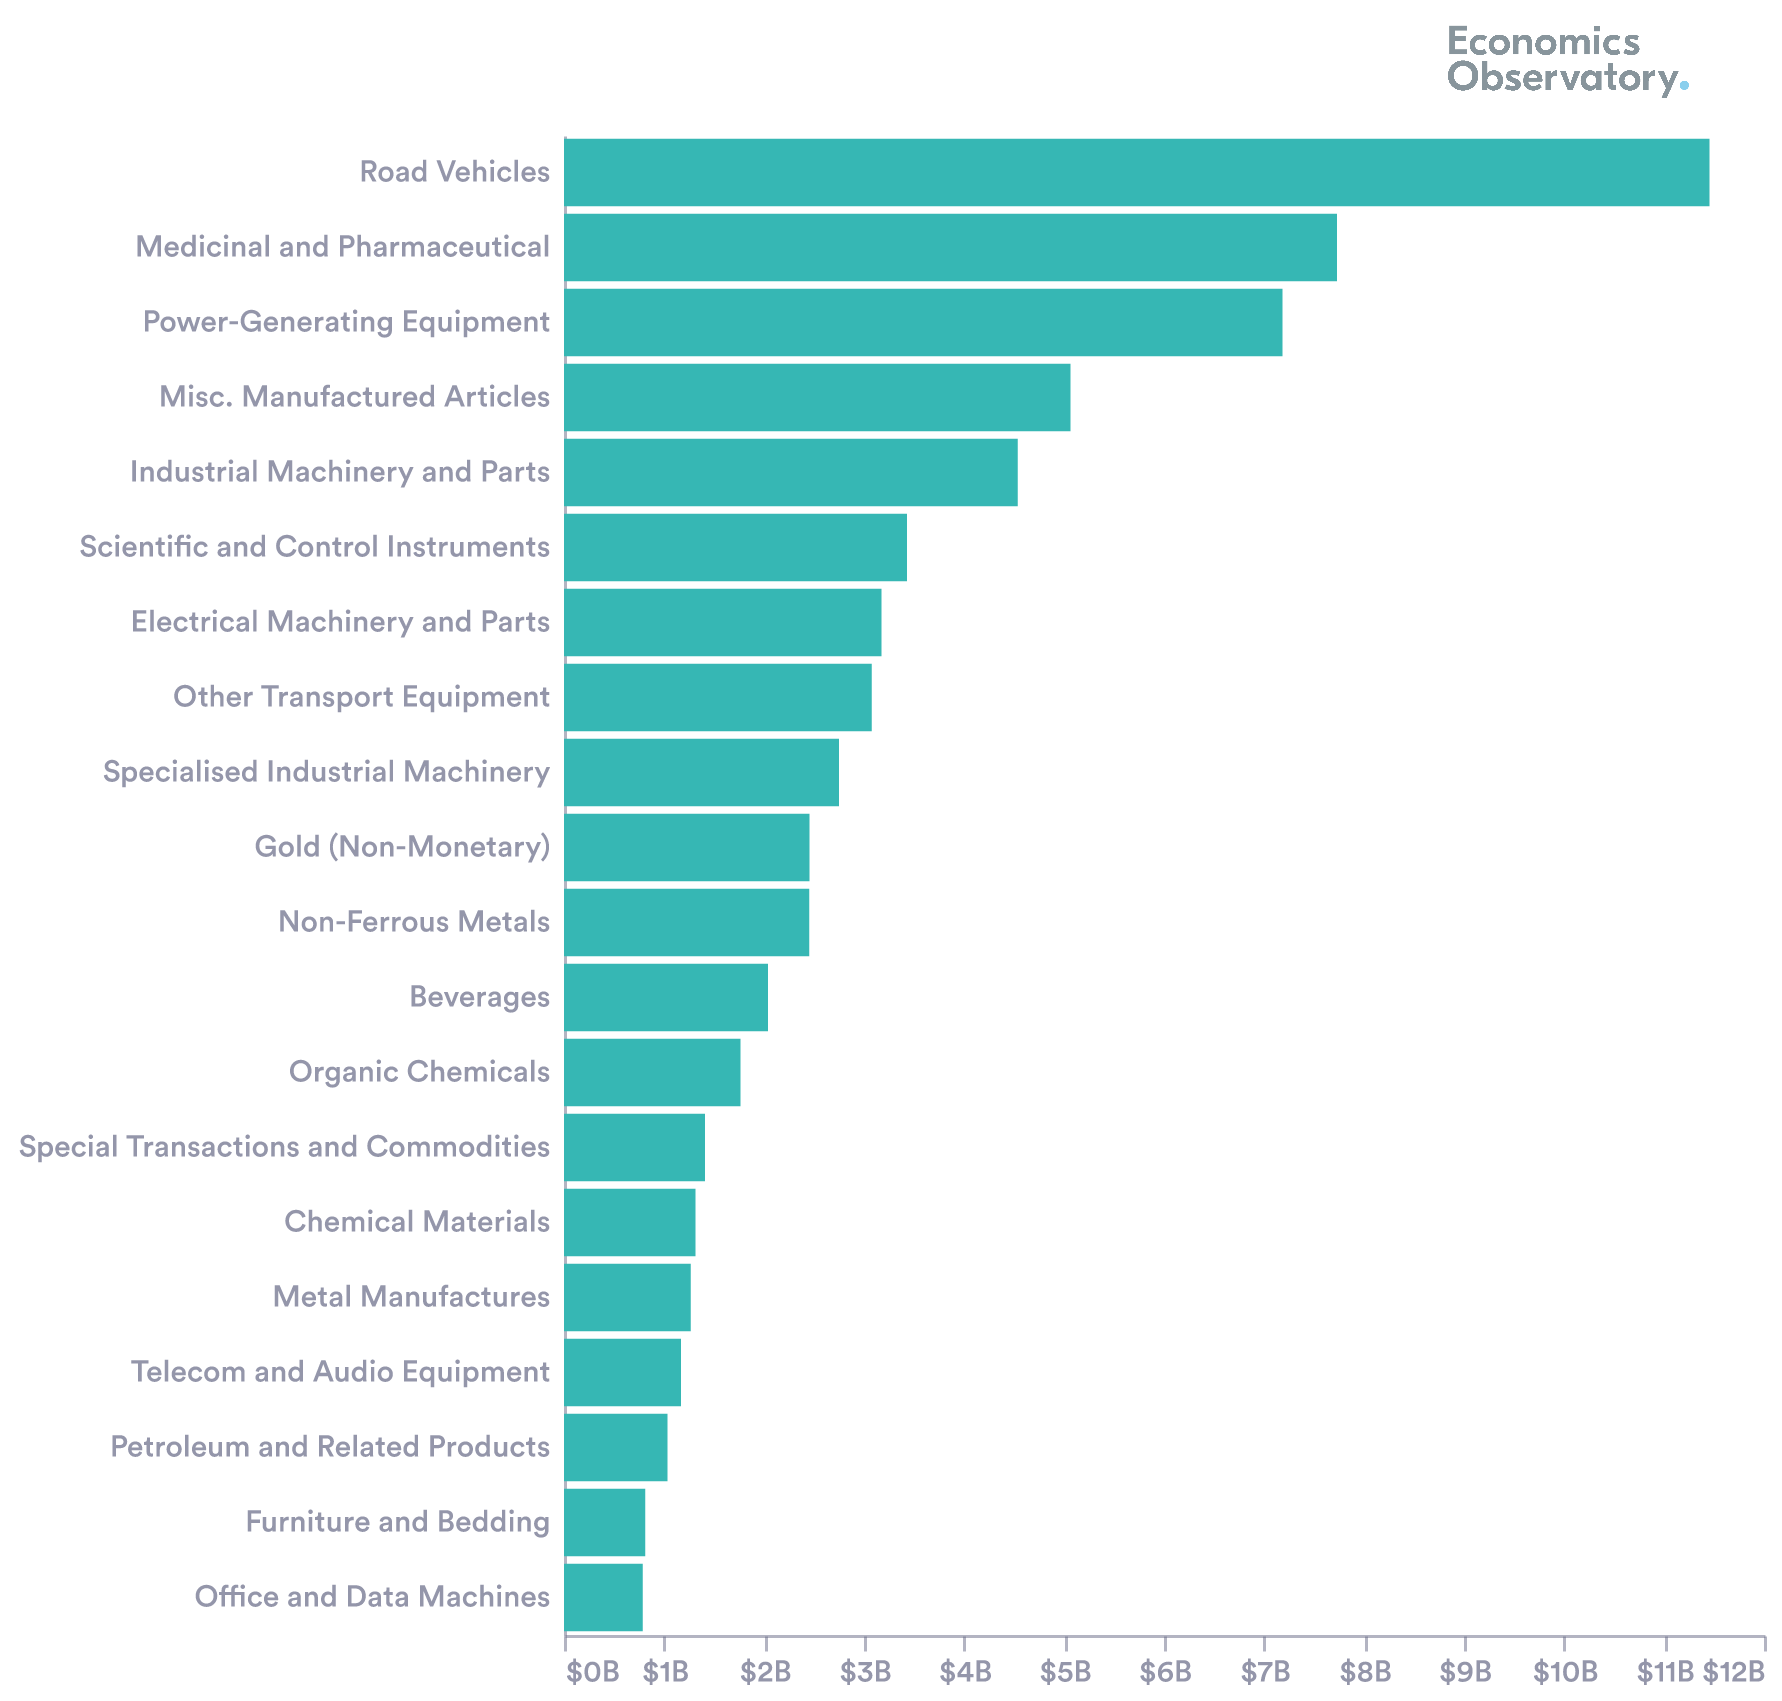 Economics
Observatory.
Road Vehicles
Medicinal and Pharmaceutical
Power-Generating Equipment
Misc. Manufactured Articles
Industrial Machinery and Parts
Scientific and Control Instruments
Electrical Machinery and Parts
Other Transport Equipment
Specialised Industrial Machinery
Gold (Non-Monetary)
Non-Ferrous Metals
Beverages
Organic Chemicals
Special Transactions and Commodities
Chemical Materials
Metal Manufactures
Telecom and Audio Equipment
Petroleum and Related Products
Furniture and Bedding
Office and Data Machines
$0B $1B $2B $3B $4B $5B $6B $7B $8B $9B $10B $11B $12B